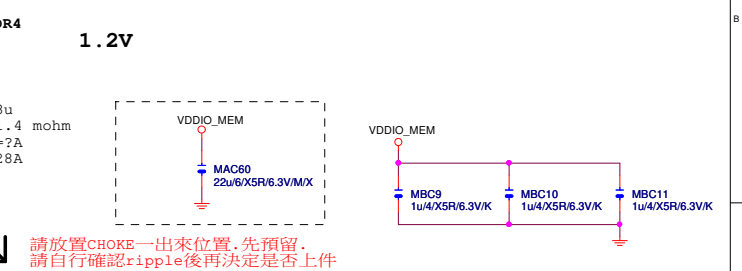 DR4
1.2V
3u
1.4 mohm
=?A
28A
VDDIO_MEM
MAC60
22u/6/X5R/6.3V/M/X
VDDIO_MEM
MBC9
1u/4/X5R/6.3V/K
MBC10
1u/4/X5R/6.3V/K
MBC11
1u/4/X5R/6.3V/K
B
請放置CHOKE一出來位置.先預留.
請自行確認ripple後再決定是否上件